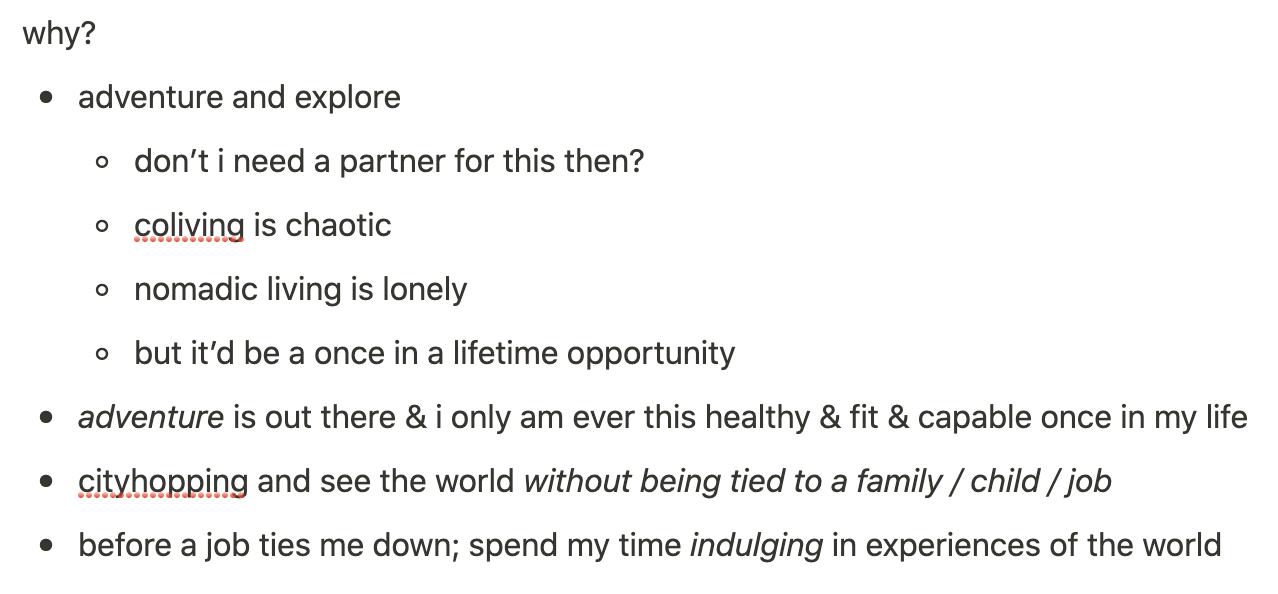 why?
• adventure and explore
◦ don’t i need a partner for this then?
◦ coliving is chaotic
◦ nomadic living is lonely
◦ but it’d be a once in a lifetime opportunity
• adventure is out there & i only am ever this healthy & fit & capable once in my life
• cityhopping and see the world without being tied to a family / child / job
• before a job ties me down; spend my time indulging in experiences of the world